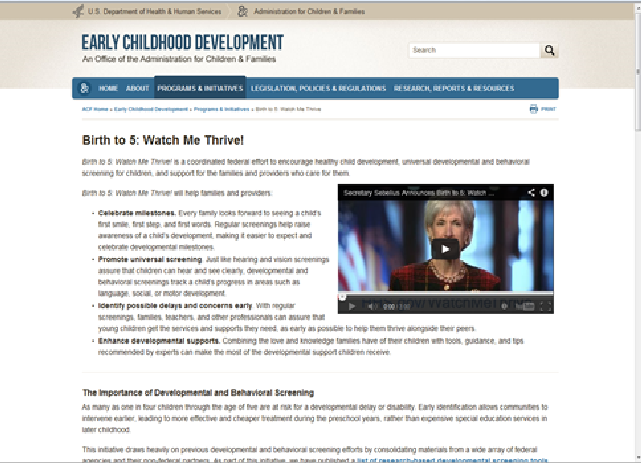 U.S. Department of Health & Human Services Administration for Children & Families
EARLY CHILDHOOD DEVELOPMENT
An Office of the Administration for Children & Families
Search
HOME ABOUT PROGRAMS & INITIATIVES LEGISLATION, POLICIES & REGULATIONS RESEARCH, REPORTS & RESOURCES
ACF Home » Early Childhood Development » Programs & Initiatives » Birth to 5: Watch Me Thrive PRINT
Birth to 5: Watch Me Thrive!
Birth to 5: Watch Me Thrive! is a coordinated federal effort to encourage healthy child development, universal developmental and behavioral
screening for children, and support for the families and providers who care for them.
Birth to 5: Watch Me Thrive! will help families and providers:
• Celebrate milestones. Every family looks forward to seeing a child's
first smile, first step, and first words. Regular screenings help raise
awareness of a child's development, making it easier to expect and
celebrate developmental milestones.
• Promote universal screening. Just like hearing and vision screenings
assure that children can hear and see clearly, developmental and
behavioral screenings track a child's progress in areas such as
language, social, or motor development.
• Identify possible delays and concerns early. With regular
screenings, families, teachers, and other professionals can assure that
young children get the services and supports they need, as early as possible to help them thrive alongside their peers.
• Enhance developmental supports. Combining the love and knowledge families have of their children with tools, guidance, and tips
recommended by experts can make the most of the developmental support children receive.
Secretary Sebelius Announces Birth to 5: Watch ...
0:00
The Importance of Developmental and Behavioral Screening
As many as one in four children through the age of five are at risk for a developmental delay or disability. Early identification allows communities to
intervene earlier, leading to more effective and cheaper treatment during the preschool years, rather than expensive special education services in
later childhood.
This initiative draws heavily on previous developmental and behavioral screening efforts by consolidating materials from a wide array of federal
agencies and their non-federal partners. As part of this initiative, we have published a list of research-based developmental screening tools